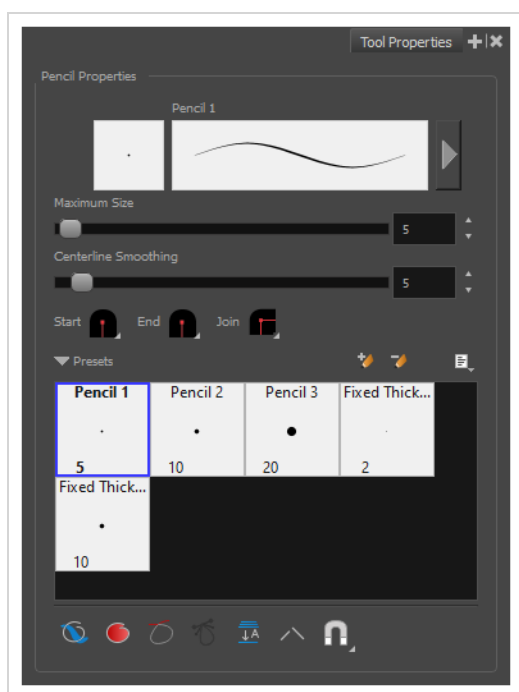 Tool Properties
Pencil Properties
Pencil 1
Maximum Size
5
Centerline Smoothing
5
Start End Join
Presets
Pencil 1 Pencil 2 Pencil 3 Fixed Thick...
5 10 20 2
Fixed Thick...
10
A